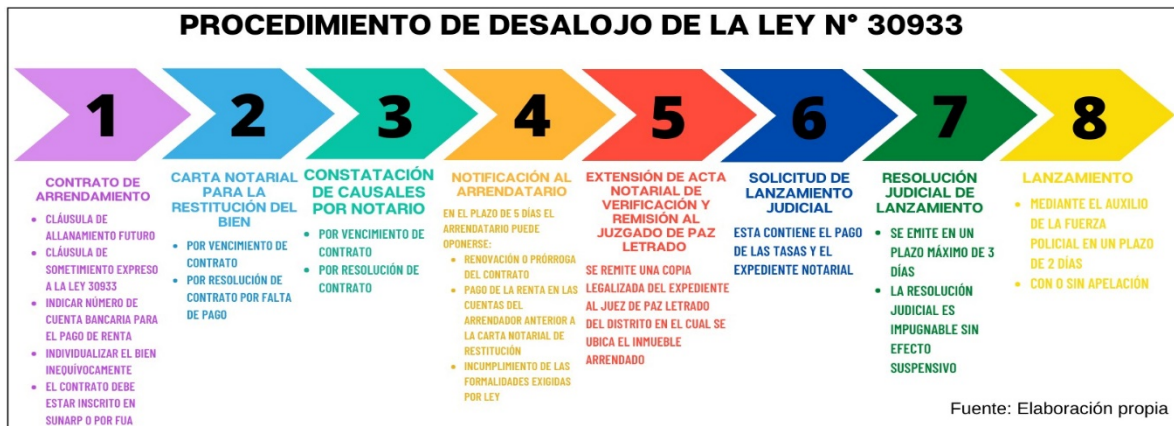 PROCEDIMIENTO DE DESALOJO DE LA LEY N° 30933
1
CONTRATO DE
ARRENDAMIENTO
• CLÁUSULA DE
ALLANAMIENTO FUTURO
• CLÁUSULA DE
SOMETIMIENTO EXPRESO
A LA LEY 30933
• INDICAR NÚMERO DE
CUENTA BANCARIA PARA
EL PAGO DE RENTA
• INDIVIDUALIZAR EL BIEN
INEQUÍVOCAMENTE
• EL CONTRATO DEBE
ESTAR INSCRITO EN
SUNARP O POR FUA
2
CARTA NOTARIAL
PARA LA
RESTITUCIÓN DEL
BIEN
• POR VENCIMIENTO DE
CONTRATO
• POR RESOLUCIÓN DE
CONTRATO POR FALTA
DE PAGO
3
CONSTATACIÓN
DE CAUSALES
POR NOTARIO
• POR VENCIMIENTO DE
CONTRATO
• POR RESOLUCIÓN DE
CONTRATO
4
NOTIFICACIÓN AL
ARRENDATARIO
EN EL PLAZO DE 5 DÍAS EL
ARRENDATARIO PUEDE
OPONERSE:
• RENOVACIÓN O PRÓRROGA
DEL CONTRATO
• PAGO DE LA RENTA EN LAS
CUENTAS DEL
ARRENDADOR ANTERIOR A
LA CARTA NOTARIAL DE
RESTITUCIÓN
• INCUMPLIMIENTO DE LAS
FORMALIDADES EXIGIDAS
POR LEY
5
EXTENSIÓN DE ACTA
NOTARIAL DE
VERIFICACIÓN Y
REMISIÓN AL
JUZGADO DE PAZ
LETRADO
SE REMITE UNA COPIA
LEGALIZADA DEL EXPEDIENTE
AL JUEZ DE PAZ LETRADO
DEL DISTRITO EN EL CUAL SE
UBICA EL INMUEBLE
ARRENDADO
6
SOLICITUD DE
LANZAMIENTO
JUDICIAL
ESTA CONTIENE EL PAGO
DE LAS TASAS Y EL
EXPEDIENTE NOTARIAL
7
RESOLUCIÓN
JUDICIAL DE
LANZAMIENTO
• SE EMITE EN UN
PLAZO MÁXIMO DE 3
DÍAS
• LA RESOLUCIÓN
JUDICIAL ES
IMPUGNABLE SIN
EFECTO
SUSPENSIVO
8
LANZAMIENTO
• MEDIANTE EL AUXILIO
DE LA FUERZA
POLICIAL EN UN PLAZO
DE 2 DÍAS
• CON O SIN APELACIÓN
Fuente: Elaboración propia